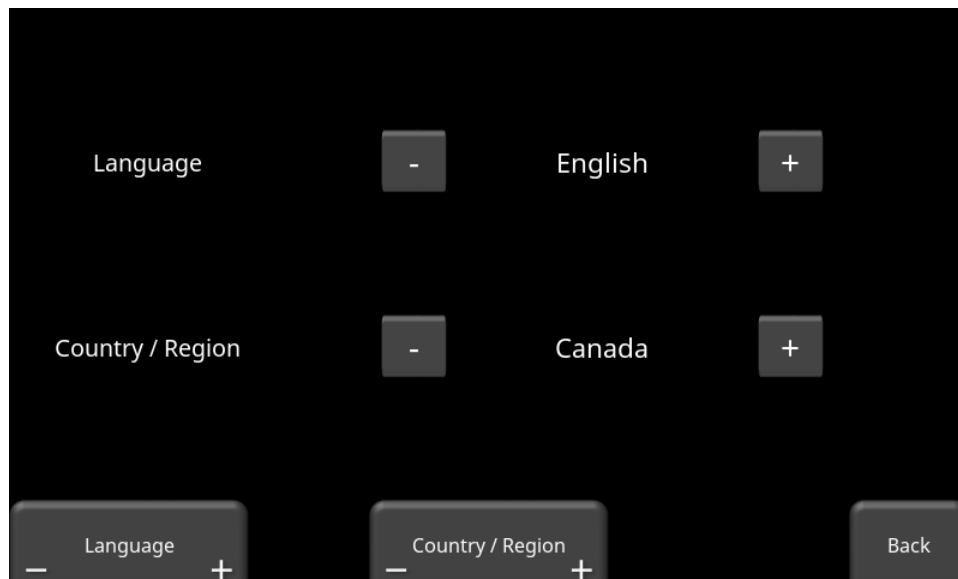 Language - English +
Country / Region - Canada +
Language
− +
Country / Region
− +
Back